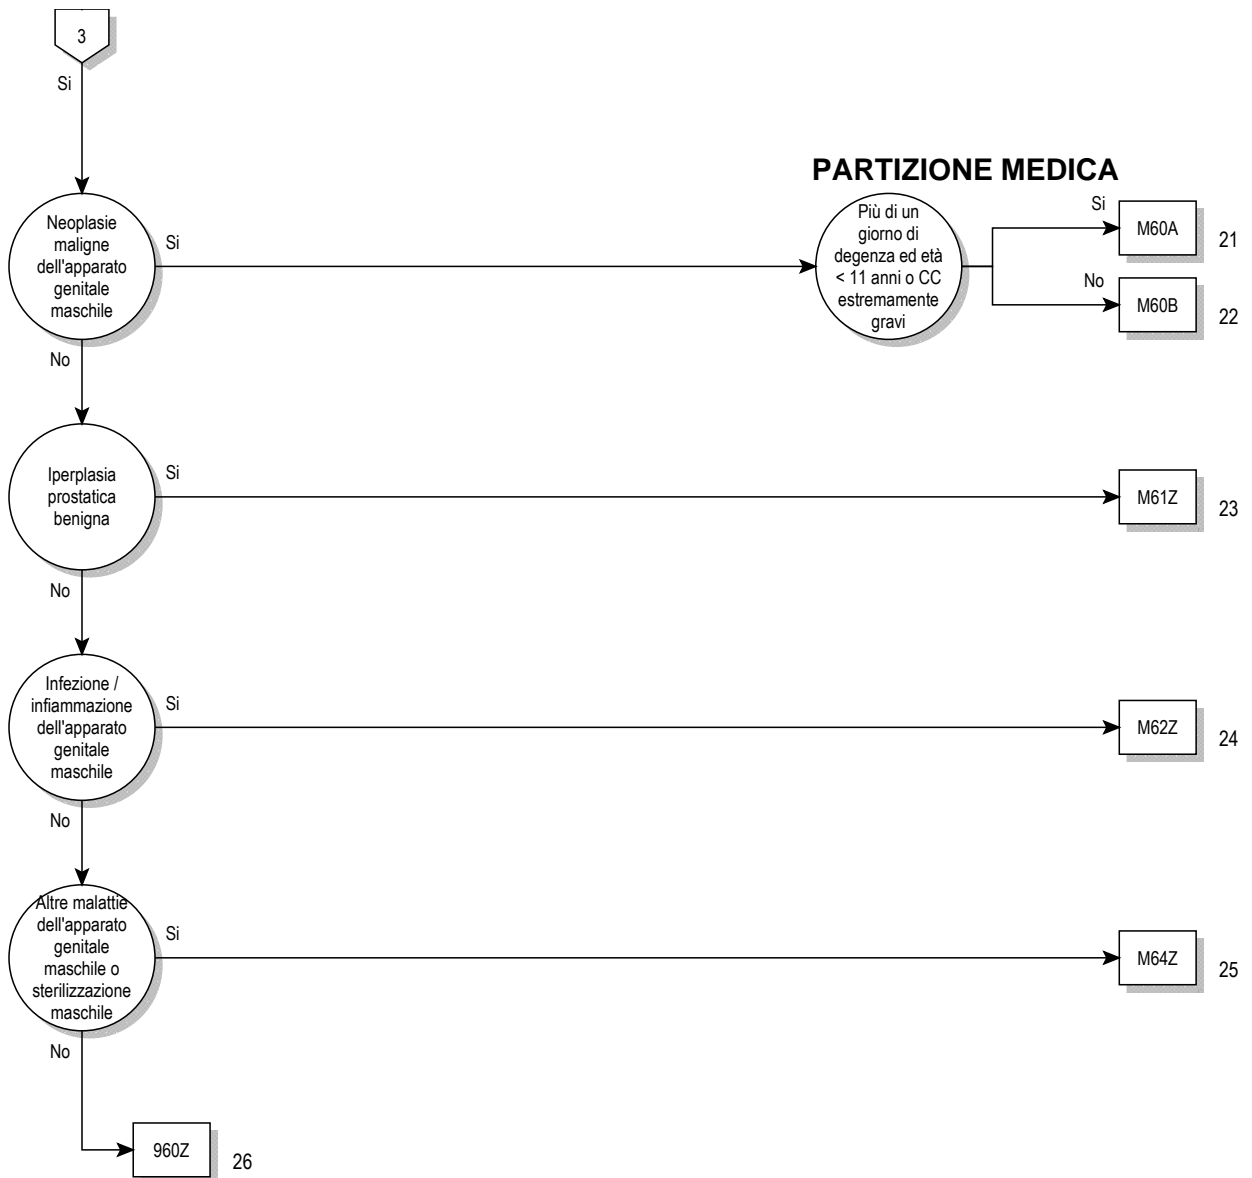 3
Si
PARTIZIONE MEDICA
Neoplasie
maligne
dell'apparato
genitale
maschile
Si
Più di un
giorno di
degenza ed età
< 11 anni o CC
estremamente
gravi
Si
M60A
21
No
M60B
22
No
Iperplasia
prostatica
benigna
Si
M61Z
23
No
Infezione /
infiammazione
dell'apparato
genitale
maschile
Si
M62Z
24
No
Altre malattie
dell'apparato
genitale
maschile o
sterilizzazione
maschile
Si
M64Z
25
No
960Z
26